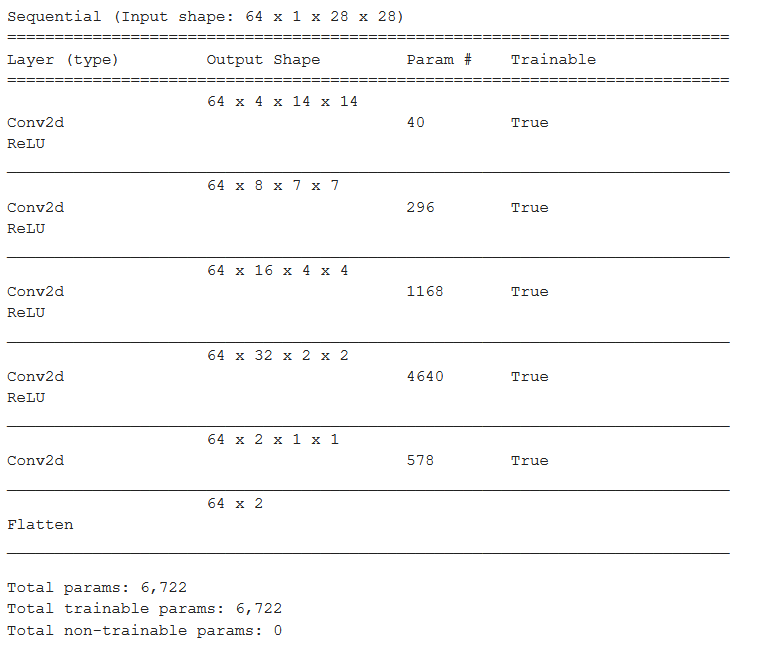 Sequential (Input shape: 64 x 1 x 28 x 28)
============================================================================
Layer (type)         Output Shape         Param #    Trainable
============================================================================
64 x 4 x 14 x 14
Conv2d                                    40         True
ReLU
____________________________________________________________________________
64 x 8 x 7 x 7
Conv2d                                    296        True
ReLU
____________________________________________________________________________
64 x 16 x 4 x 4
Conv2d                                    1168       True
ReLU
____________________________________________________________________________
64 x 32 x 2 x 2
Conv2d                                    4640       True
ReLU
____________________________________________________________________________
64 x 2 x 1 x 1
Conv2d                                    578        True
____________________________________________________________________________
64 x 2
Flatten
____________________________________________________________________________
Total params: 6,722
Total trainable params: 6,722
Total non-trainable params: 0